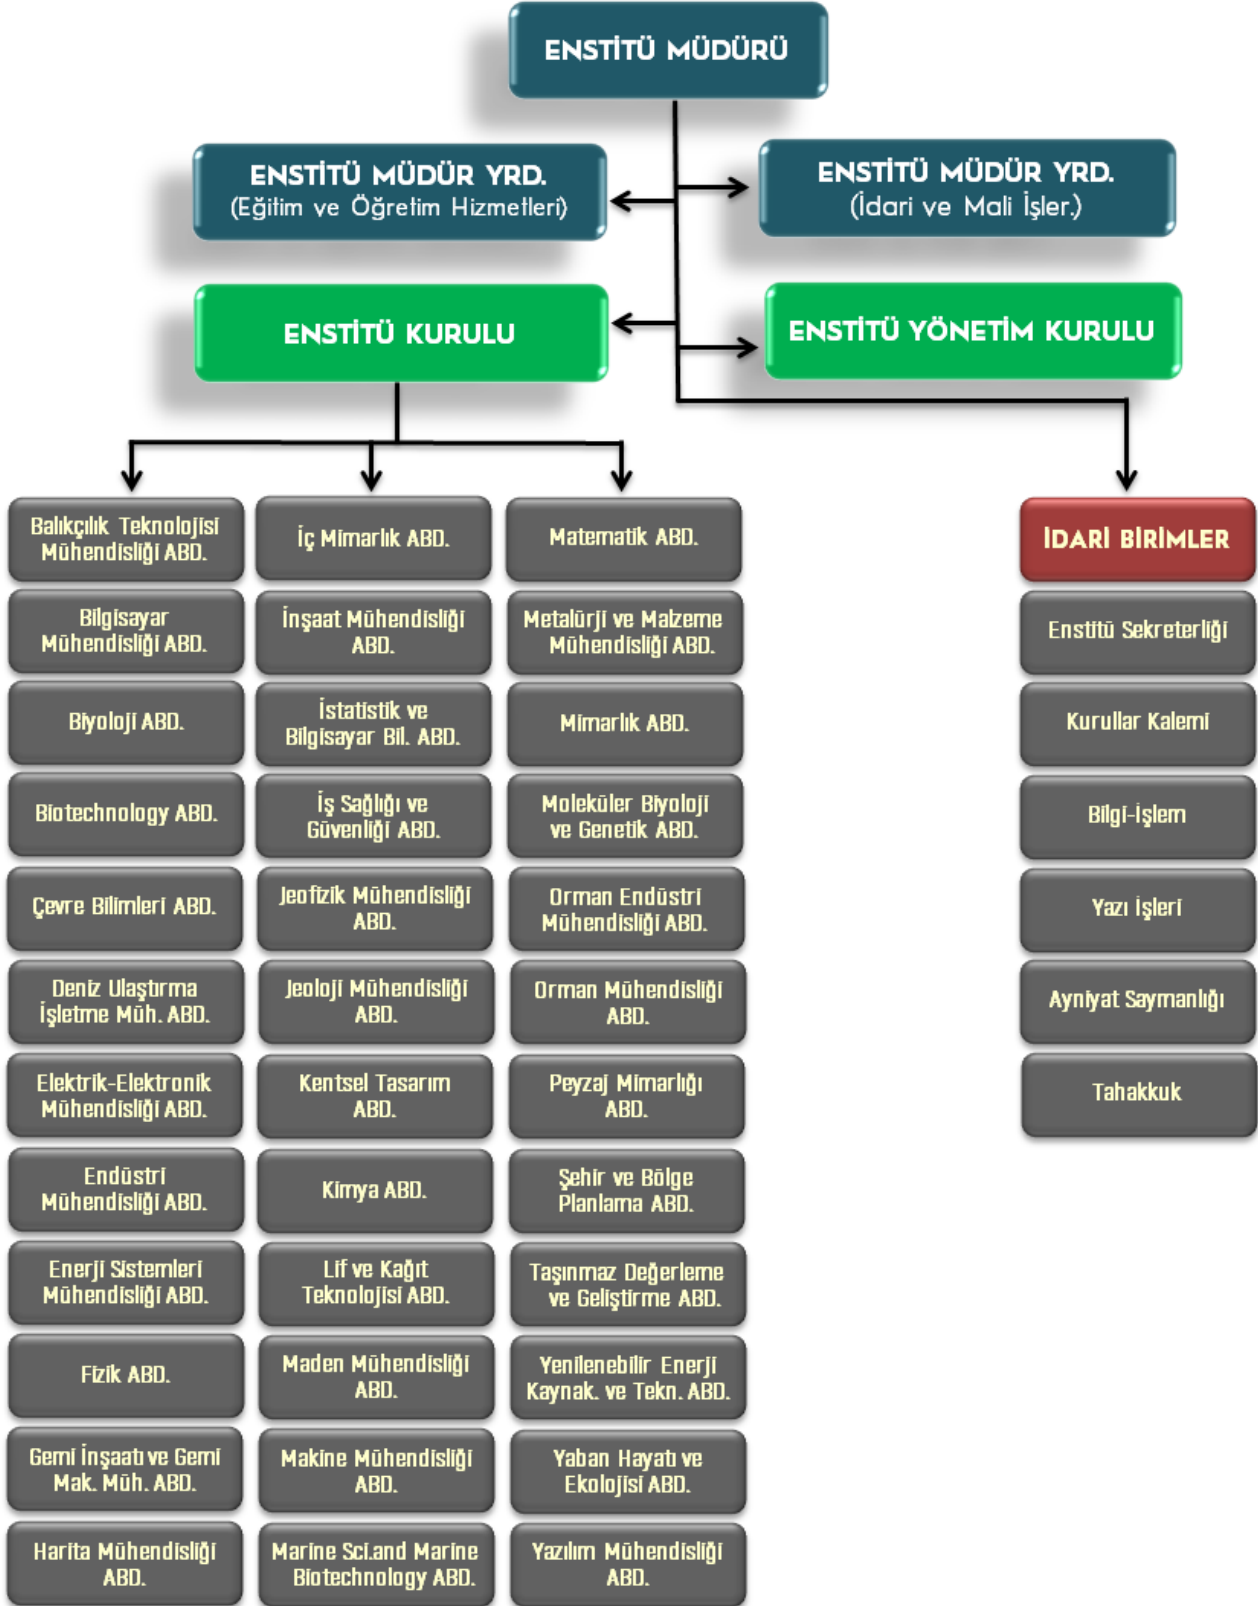 ENSTİTÜ MÜDÜRÜ
ENSTİTÜ MÜDÜR YRD.
(Eğitim ve Öğretim Hizmetleri)
ENSTİTÜ MÜDÜR YRD.
(İdari ve Mali İşler.)
ENSTİTÜ KURULU
ENSTİTÜ YÖNETİM KURULU
Balıkçılık Teknolojisi
Mühendisliği ABD.
Bilgisayar
Mühendisliği ABD.
Biyoloji ABD.
Biotechnology ABD.
Çevre Bilimleri ABD.
Deniz Ulaştırma
İşletme Müh. ABD.
Elektrik-Elektronik
Mühendisliği ABD.
Endüstri
Mühendisliği ABD.
Enerji Sistemleri
Mühendisliği ABD.
Fizik ABD.
Gemi İnşaatı ve Gemi
Mak. Müh. ABD.
Harita Mühendisliği
ABD.
İç Mimarlık ABD.
İnşaat Mühendisliği
ABD.
İstatistik ve
Bilgisayar Bil. ABD.
İş Sağlığı ve
Güvenliği ABD.
Jeofizik Mühendisliği
ABD.
Jeoloji Mühendisliği
ABD.
Kentsel Tasarım
ABD.
Kimya ABD.
Lif ve Kağıt
Teknolojisi ABD.
Maden Mühendisliği
ABD.
Makine Mühendisliği
ABD.
Marine Sci.and Marine
Biotechnology ABD.
Matematik ABD.
Metalürji ve Malzeme
Mühendisliği ABD.
Mimarlık ABD.
Moleküler Biyoloji
ve Genetik ABD.
Orman Endüstri
Mühendisliği ABD.
Orman Mühendisliği
ABD.
Peyzaj Mimarlığı
ABD.
Şehir ve Bölge
Planlama ABD.
Taşınmaz Değerleme
ve Geliştirme ABD.
Yenilenebilir Enerji
Kaynak. ve Tekn. ABD.
Yaban Hayatı ve
Ekolojisi ABD.
Yazılım Mühendisliği
ABD.
İDARİ BİRİMLER
Enstitü Sekreterliği
Kurullar Kalemi
Bilgi-İşlem
Yazı İşleri
Ayniyat Saymanlığı
Tahakkuk